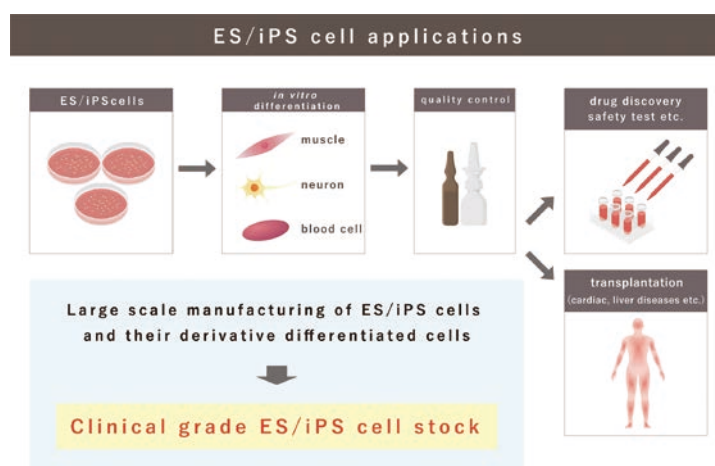 ES/iPS cell applications
ES/iPScells
in vitro
differentiation
muscle
neuron
blood cell
quality control
drug discovery
safety test etc.
transplantation
(cardiac, liver diseases etc.)
Large scale manufacturing of ES/iPS cells
and their derivative differentiated cells
Clinical grade ES/iPS cell stock